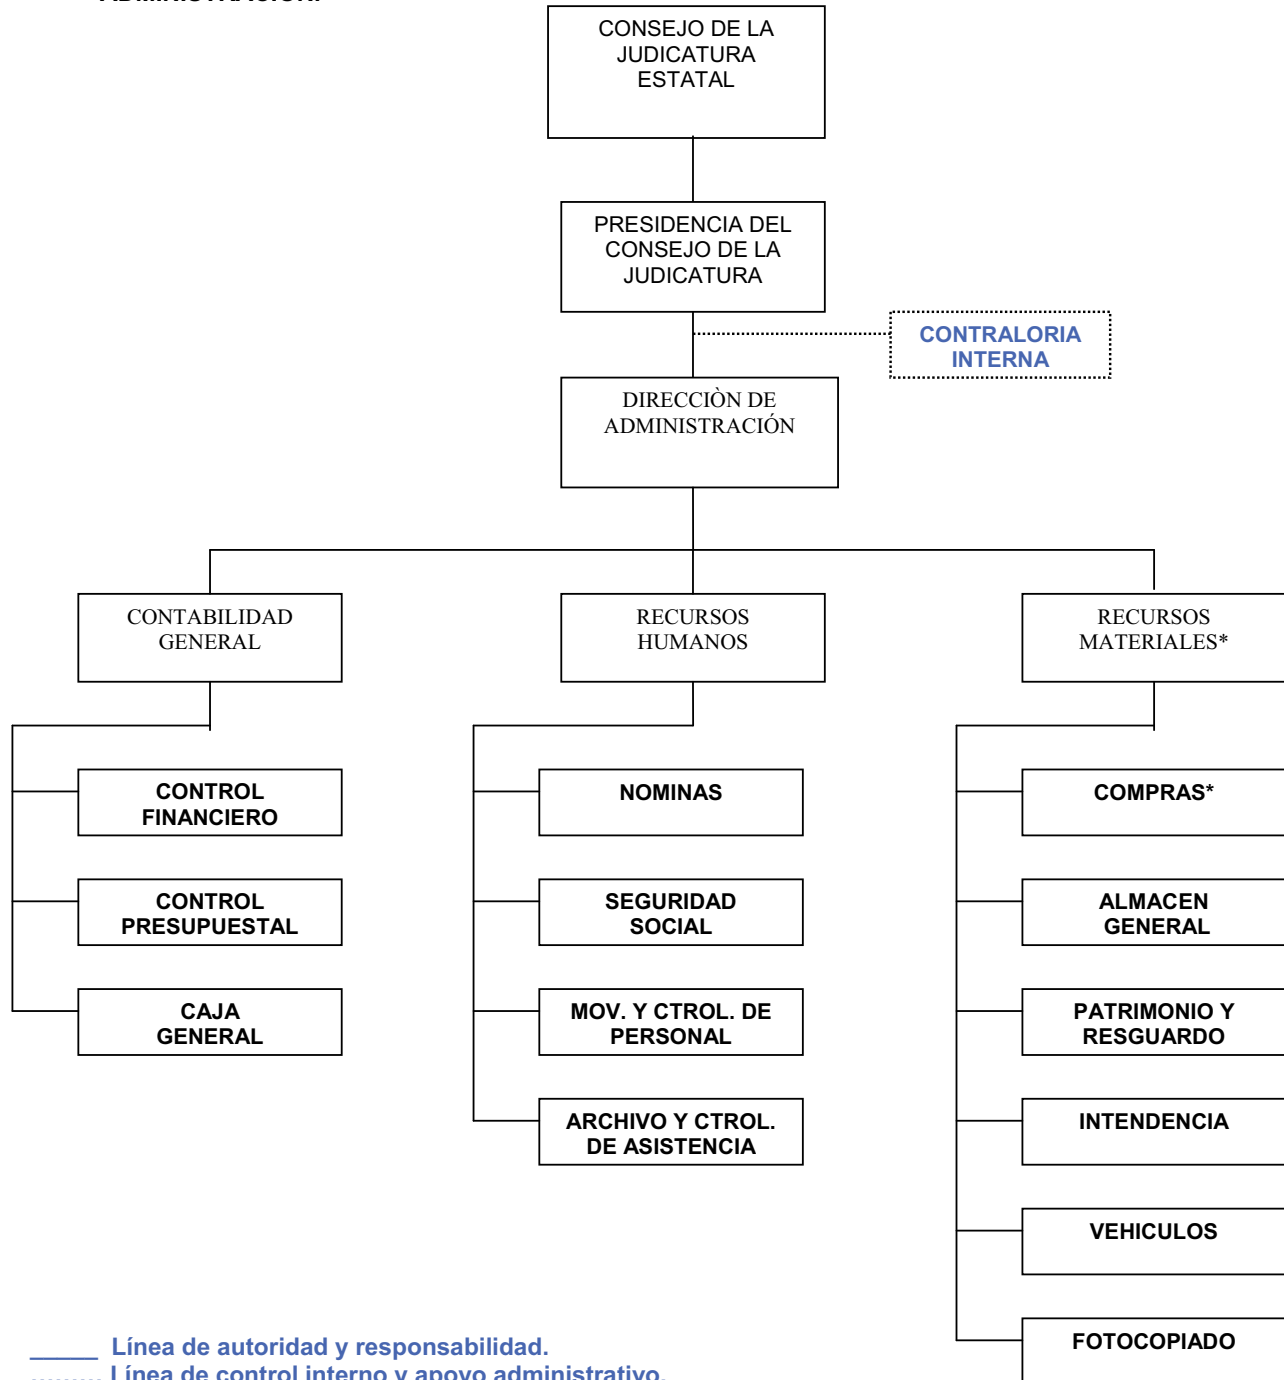 ADMINISTRACIÓN.
CONSEJO DE LA
JUDICATURA
ESTATAL
PRESIDENCIA DEL
CONSEJO DE LA
JUDICATURA
CONTRALORIA
INTERNA
DIRECCIÒN DE
ADMINISTRACIÓN
CONTABILIDAD
GENERAL
RECURSOS
HUMANOS
RECURSOS
MATERIALES*
CONTROL
FINANCIERO
CONTROL
PRESUPUESTAL
CAJA
GENERAL
NOMINAS
SEGURIDAD
SOCIAL
MOV. Y CTROL. DE
PERSONAL
ARCHIVO Y CTROL.
DE ASISTENCIA
COMPRAS*
ALMACEN
GENERAL
PATRIMONIO Y
RESGUARDO
INTENDENCIA
VEHICULOS
FOTOCOPIADO
_____ Línea de autoridad y responsabilidad.
......... Línea de control interno y apoyo administrativo.